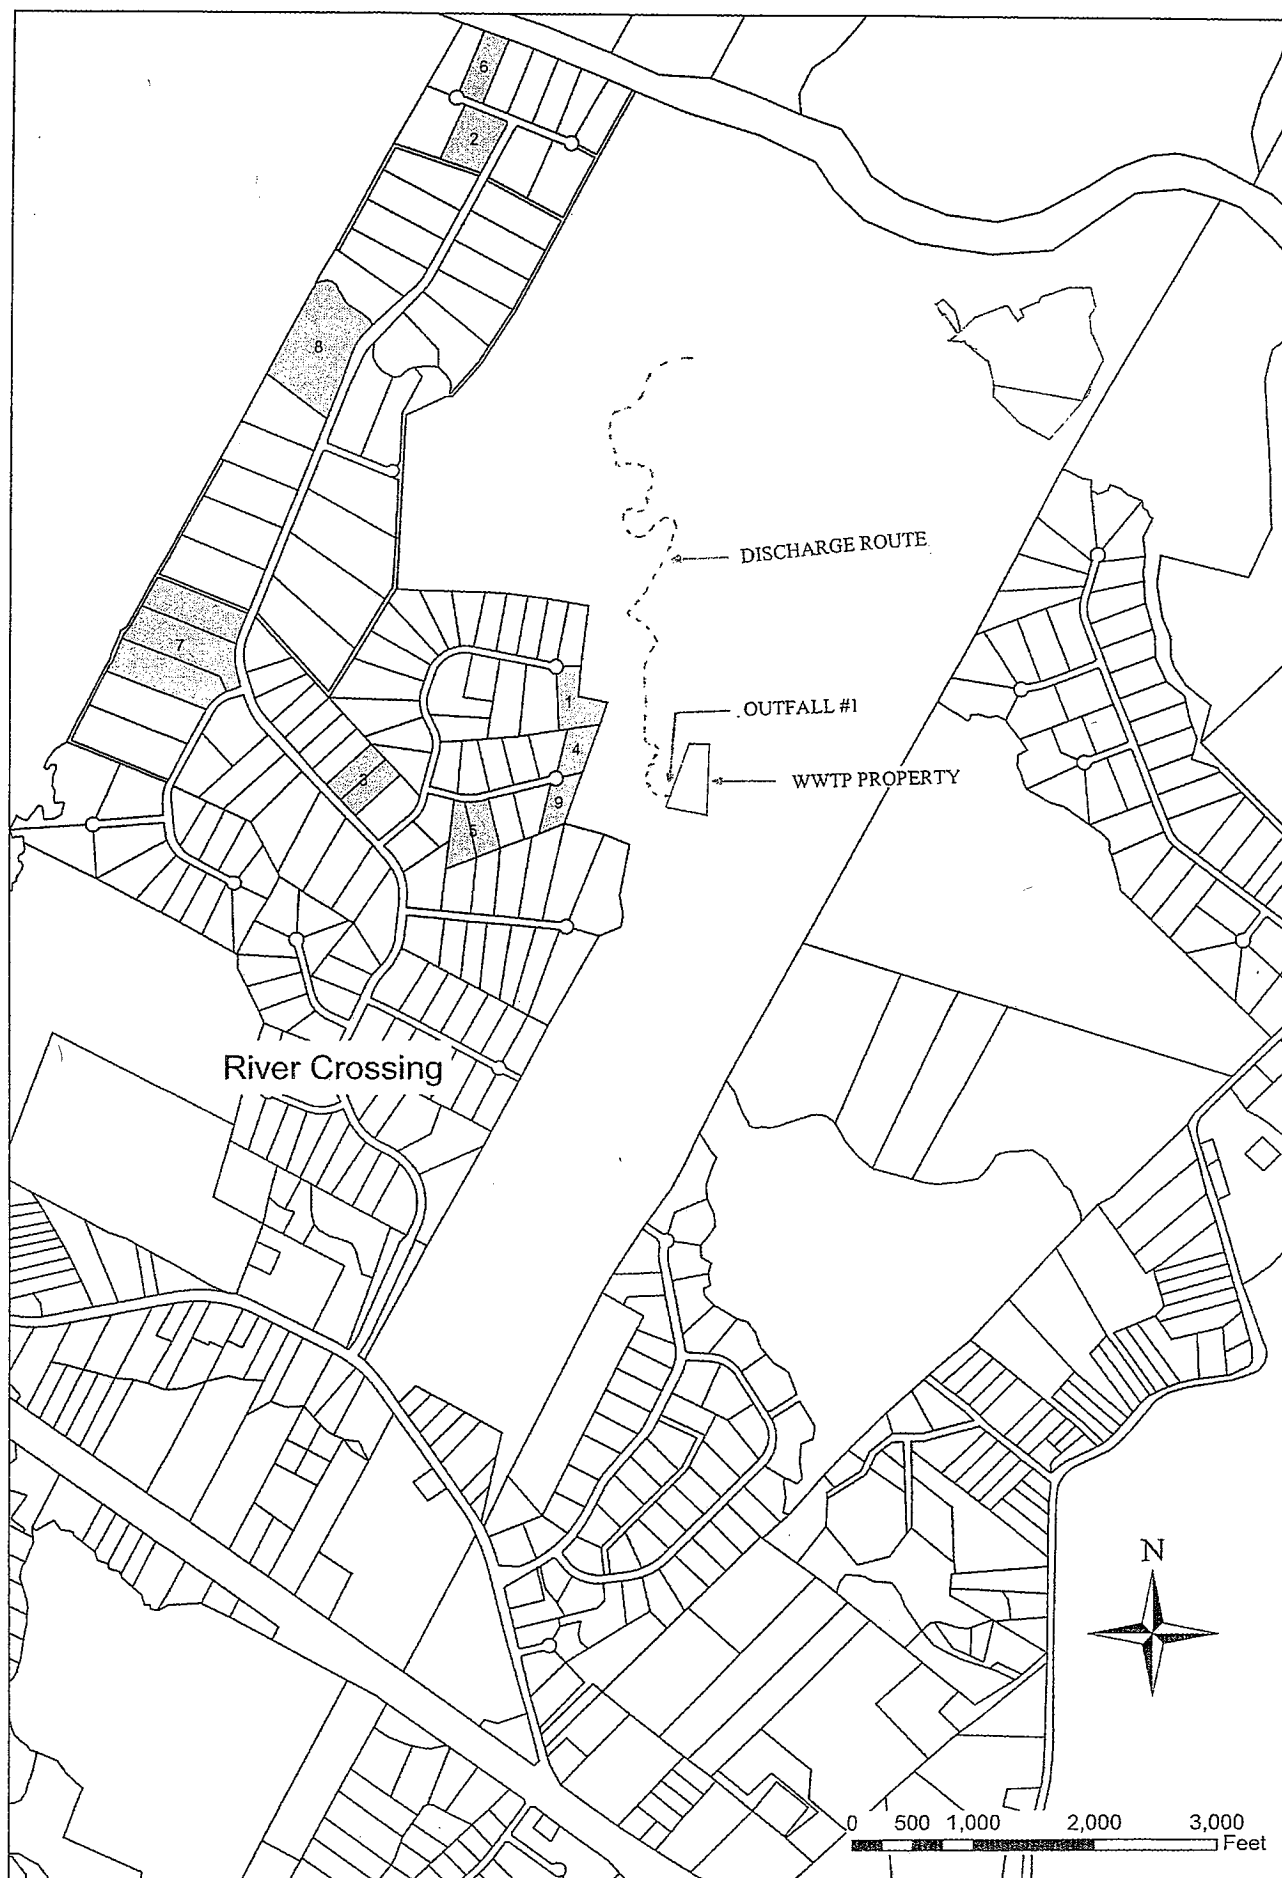 6
2
8
DISCHARGE ROUTE
7
1
OUTFALL #1
4
3
WWTP PROPERTY
9
5
River Crossing
N
0 500 1,000 2,000 3,000
Feet